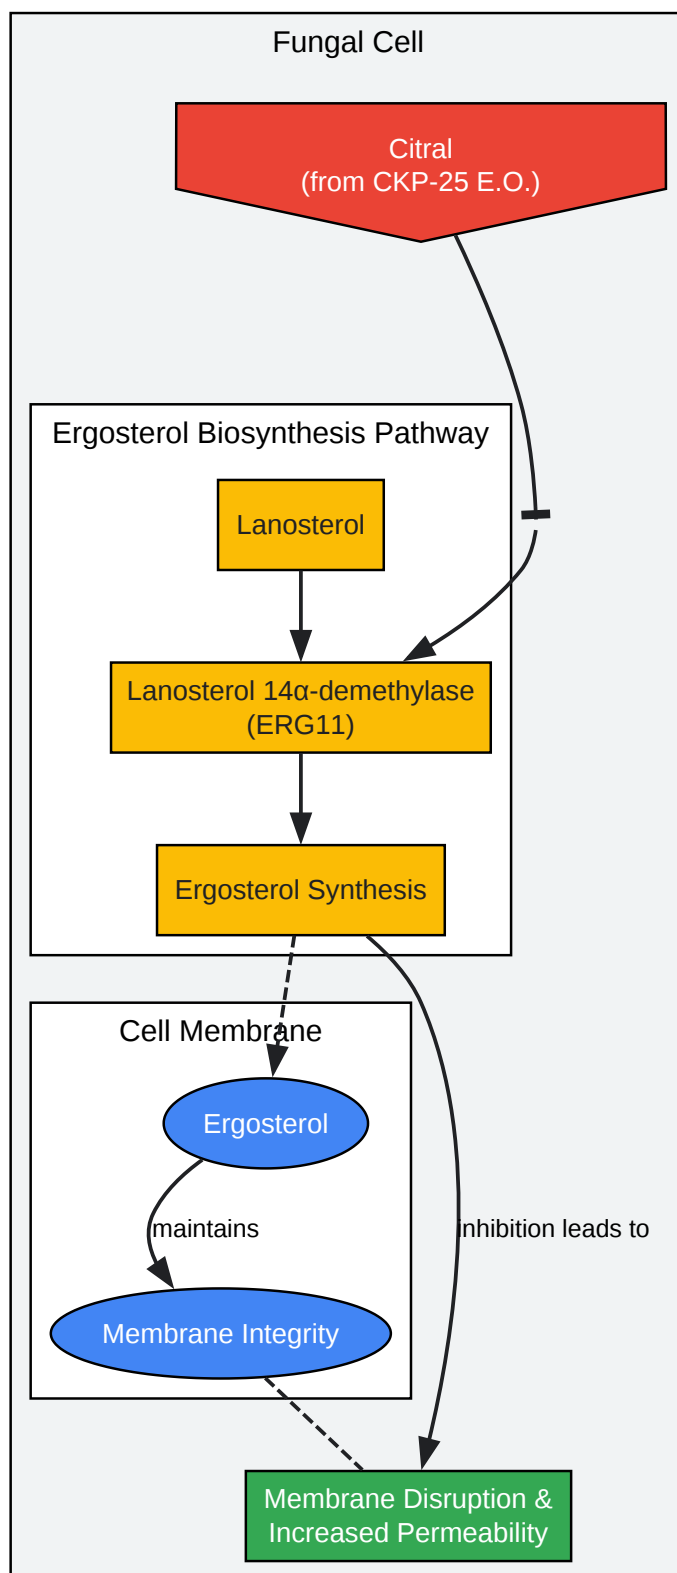 Fungal Cell
Citral
(from CKP-25 E.O.)
Ergosterol Biosynthesis Pathway
Lanosterol
Lanosterol 14α-demethylase
(ERG11)
Ergosterol Synthesis
Cell Membrane
Ergosterol
maintains
inhibition leads to
Membrane Integrity
Membrane Disruption &
Increased Permeability